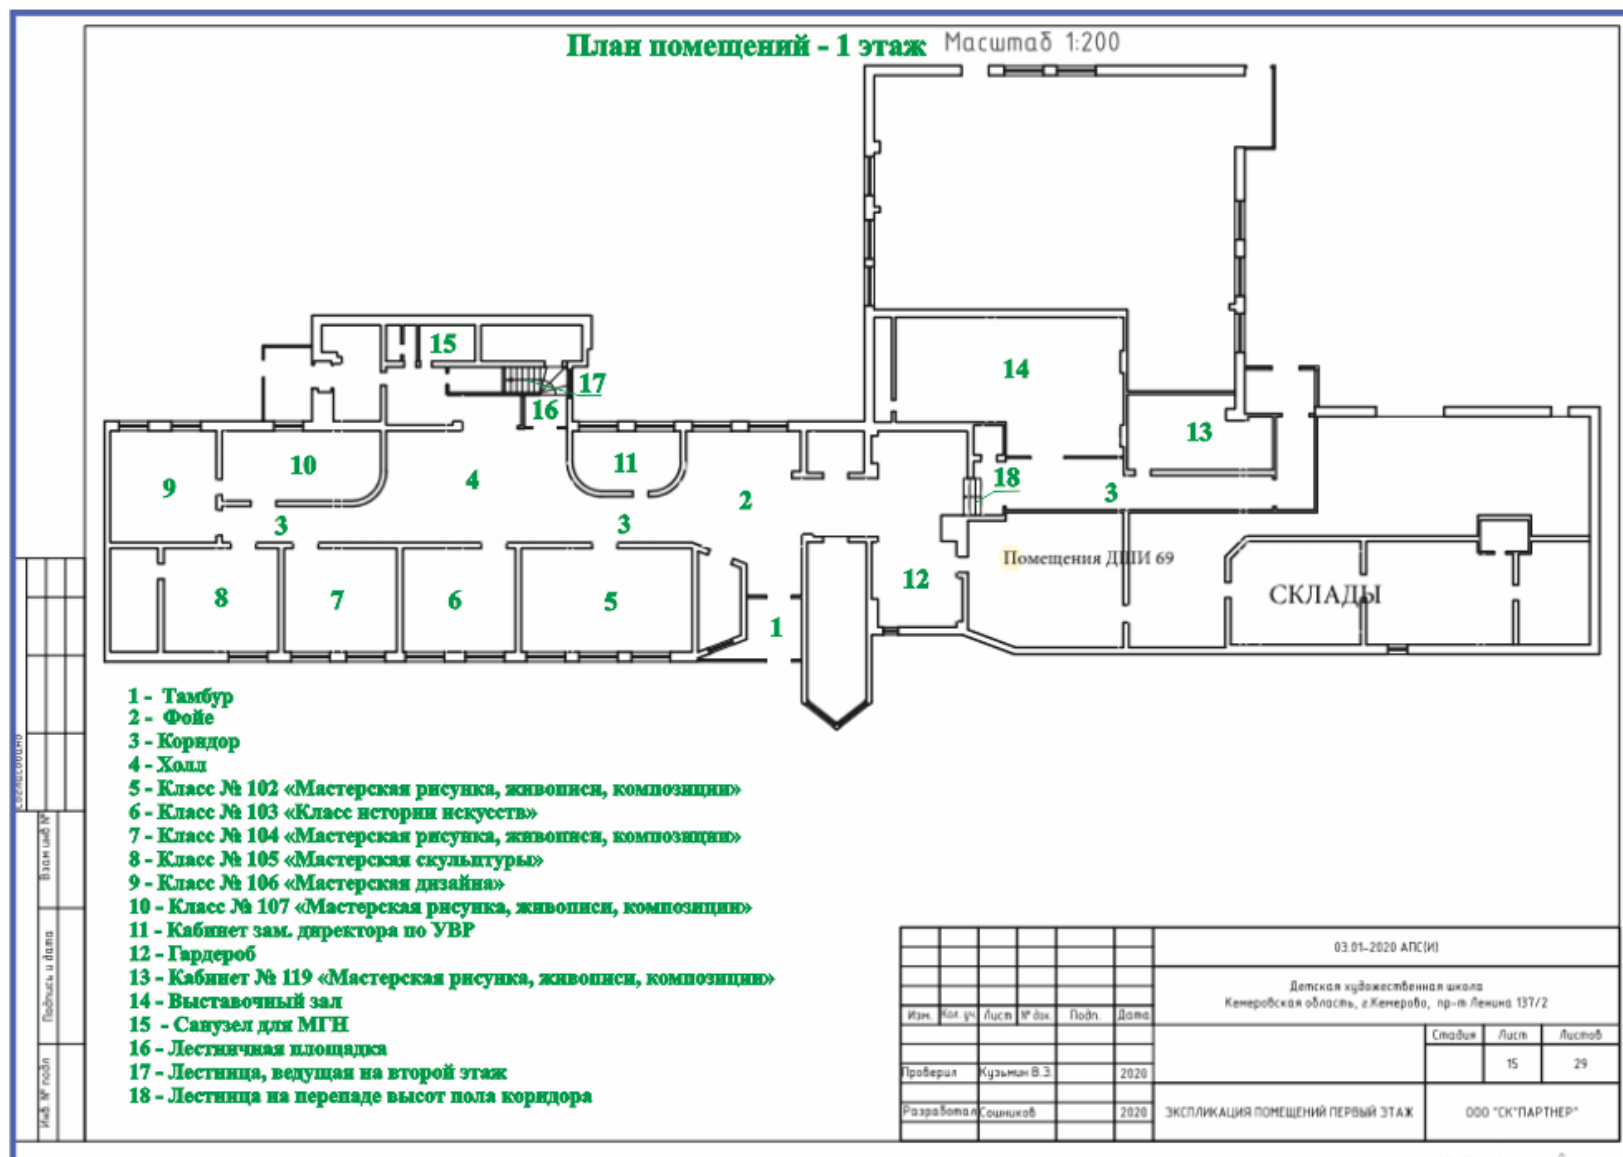 План помещений - 1 этаж Масштаб 1:200
15
17
16
14
13
10
11
9
4
2
18
3
3
3
Помещения ДШИ 69
12
8
7
6
5
СКЛАДЫ
1
1 - Тамбур
2 - Фойе
3 - Коридор
4 - Холл
5 - Класс № 102 «Мастерская рисунка, живописи, композиции»
6 - Класс № 103 «Класс истории искусств»
7 - Класс № 104 «Мастерская рисунка, живописи, композиции»
8 - Класс № 105 «Мастерская скульптуры»
9 - Класс № 106 «Мастерская дизайна»
10 - Класс № 107 «Мастерская рисунка, живописи, композиции»
11 - Кабинет зам. директора по УВР
12 - Гардероб
13 - Кабинет № 119 «Мастерская рисунка, живописи, композиции»
14 - Выставочный зал
15 - Санузел для МГН
16 - Лестничная площадка
17 - Лестница, ведущая на второй этаж
18 - Лестница на перепаде высот пола коридора
Согласовано
Взам инв №
Подпись и дата
Инв. № подл
03.01-2020 АПС(И)
Детская художественная школа
Кемеровская область, г.Кемерово, пр-т Ленина 137/2
Изм. Кол. уч Лист № док. Подп. Дата
Стадия Лист Листов
15 29
Проверил Кузьмин В.З. 2020
Разработал Сошников 2020
ЭКСПЛИКАЦИЯ ПОМЕЩЕНИЙ ПЕРВЫЙ ЭТАЖ
ООО "СК"ПАРТНЕР"